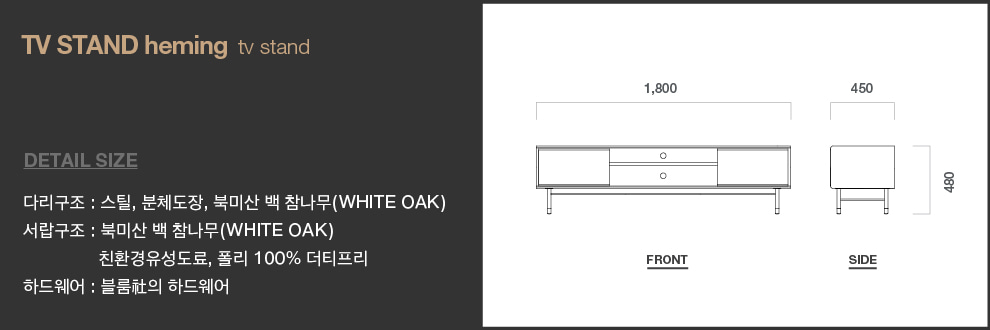 TV STAND heming tv stand
DETAIL SIZE
다리구조 : 스틸, 분체도장, 북미산 백 참나무(WHITE OAK)
서랍구조 : 북미산 백 참나무(WHITE OAK)
친환경유성도료, 폴리 100% 더티프리
하드웨어 : 블룸社의 하드웨어
1,800
450
480
FRONT
SIDE